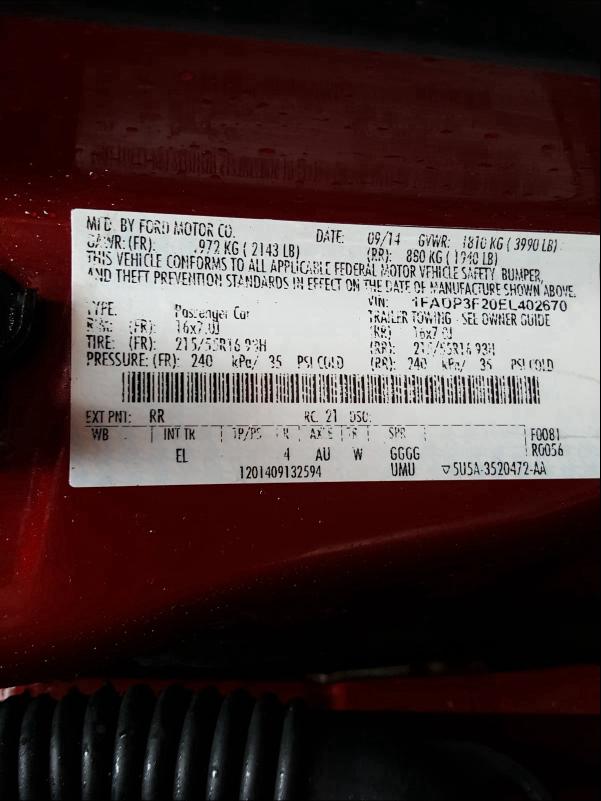 MFD. BY FORD MOTOR CO. DATE: 09/14 GVWR: 1810 KG ( 3990 LB)
GAWR: (FR): 972 KG ( 2143 LB) (RR): 880 KG ( 1940 LB)
THIS VEHICLE CONFORMS TO ALL APPLICABLE FEDERAL MOTOR VEHICLE SAFETY, BUMPER,
AND THEFT PREVENTION STANDARDS IN EFFECT ON THE DATE OF MANUFACTURE SHOWN ABOVE.
VIN: 1FADP3F20EL402670
TYPE: Passenger Car TRAILER TOWING - SEE OWNER GUIDE
RIM: (FR): 16x7.0J (RR): 16x7.0J
TIRE: (FR): 215/55R16 93H (RR): 215/55R16 93H
PRESSURE: (FR): 240 kPa/ 35 PSI COLD (RR): 240 kPa/ 35 PSI COLD
EXT PNT: RR RC: 21 DSO:
WB INT TR TP/PS R AXLE TR SPR F0081
EL 4 AU W GGGG R0056
1201409132594 UMU ▽5U5A-3520472-AA